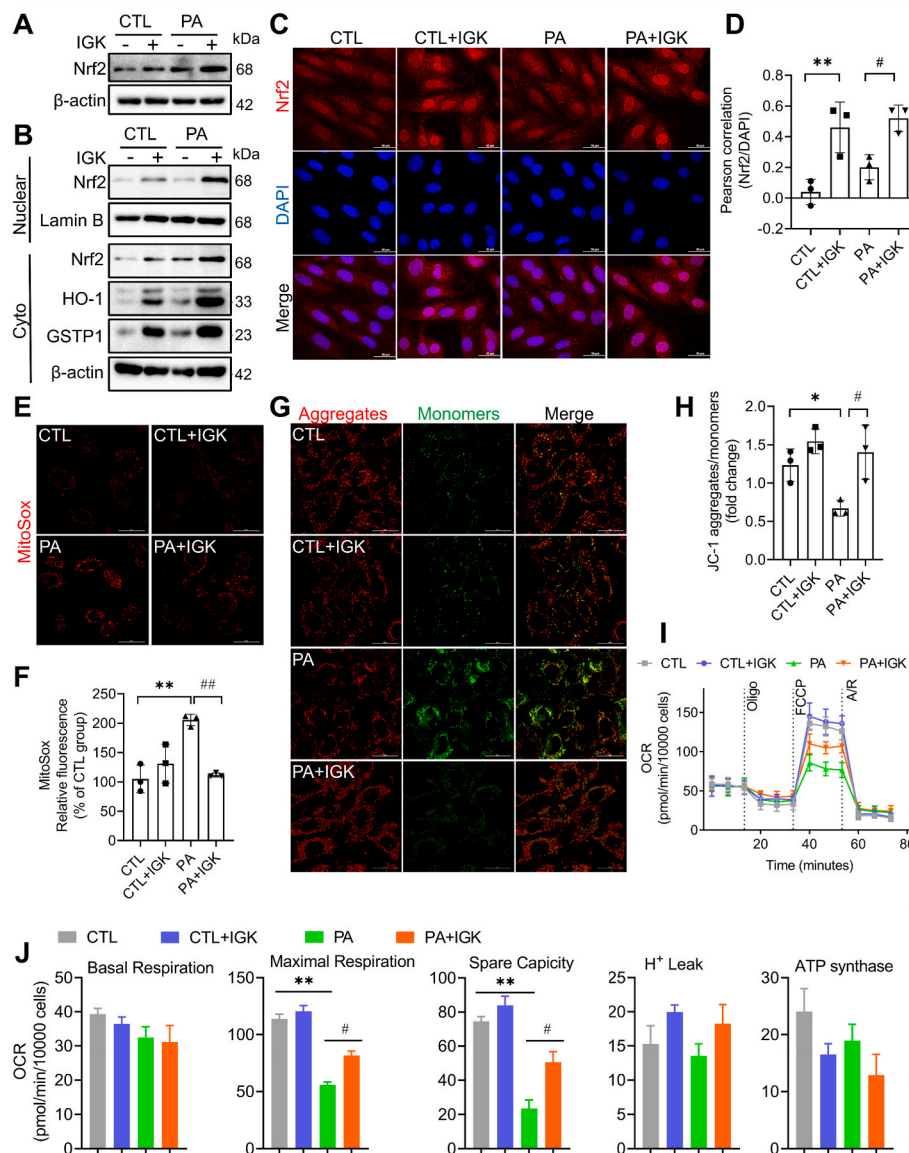 A
CTL PA
IGK - + - + kDa
Nrf2 68
β-actin 42
B
CTL PA
IGK - + - + kDa
Nuclear
Nrf2 68
Lamin B 68
Cyto
Nrf2 68
HO-1 33
GSTP1 23
β-actin 42
C
CTL CTL+IGK PA PA+IGK
Nrf2
DAPI
Merge
D
Pearson correlation
(Nrf2/DAPI)
** #
0.8
0.6
0.4
0.2
0.0
-0.2
CTL
CTL+IGK
PA
PA+IGK
E
MitoSox
CTL CTL+IGK
PA PA+IGK
F
MitoSox
Relative fluorescence
(% of CTL group)
** ##
250
200
150
100
50
0
CTL
CTL+IGK
PA
PA+IGK
G
Aggregates Monomers Merge
CTL
CTL+IGK
PA
PA+IGK
H
JC-1 aggregates/monomers
(fold change)
* #
2.0
1.5
1.0
0.5
0.0
CTL
CTL+IGK
PA
PA+IGK
I
CTL CTL+IGK PA PA+IGK
Oligo FCCP A/R
OCR
(pmol/min/10000 cells)
150
100
50
0
20 40 60 80
Time (minutes)
J
CTL CTL+IGK PA PA+IGK
OCR
(pmol/min/10000 cells)
Basal Respiration
50
40
30
20
10
0
Maximal Respiration
** #
150
100
50
0
Spare Capicity
** #
100
80
60
40
20
0
H⁺ Leak
25
20
15
10
5
0
ATP synthase
30
20
10
0